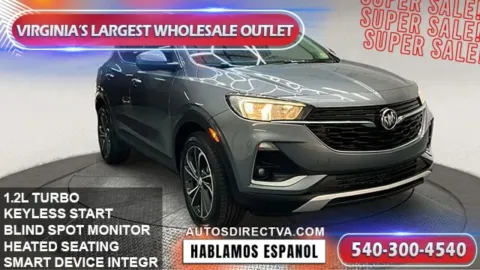 VIRGINIA'S LARGEST WHOLESALE OUTLET
SUPER SALE!
SUPER SALE!
SUPER SALE!
1.2L TURBO
KEYLESS START
BLIND SPOT MONITOR
HEATED SEATING
SMART DEVICE INTEGR
AUTOSDIRECTVA.COM
HABLAMOS ESPANOL
540-300-4540